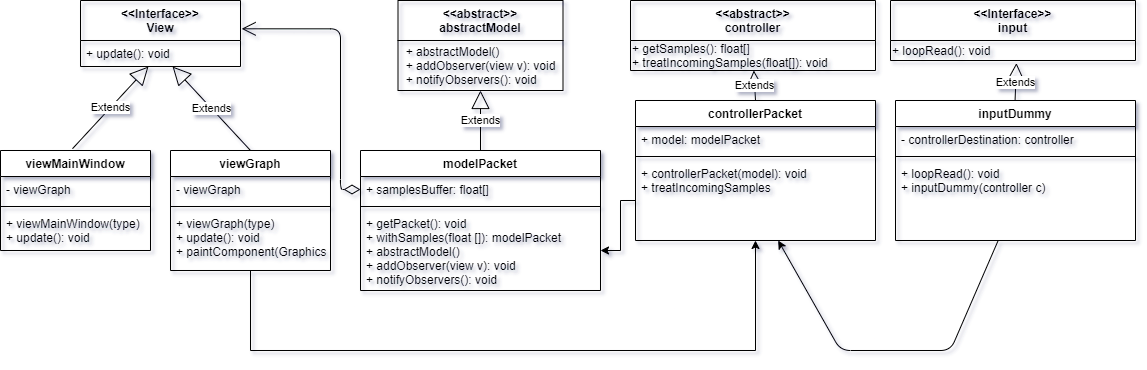 <<Interface>>
View
+ update(): void
<<abstract>>
abstractModel
+ abstractModel()
+ addObserver(view v): void
+ notifyObservers(): void
<<abstract>>
controller
+ getSamples(): float[]
+ treatIncomingSamples(float[]): void
<<Interface>>
input
+ loopRead(): void
Extends
Extends
Extends
Extends
Extends
viewMainWindow
- viewGraph
+ viewMainWindow(type)
+ update(): void
viewGraph
- viewGraph
+ viewGraph(type)
+ update(): void
+ paintComponent(Graphics
modelPacket
+ samplesBuffer: float[]
+ getPacket(): void
+ withSamples(float []): modelPacket
+ abstractModel()
+ addObserver(view v): void
+ notifyObservers(): void
controllerPacket
+ model: modelPacket
+ controllerPacket(model): void
+ treatIncomingSamples
inputDummy
- controllerDestination: controller
+ loopRead(): void
+ inputDummy(controller c)